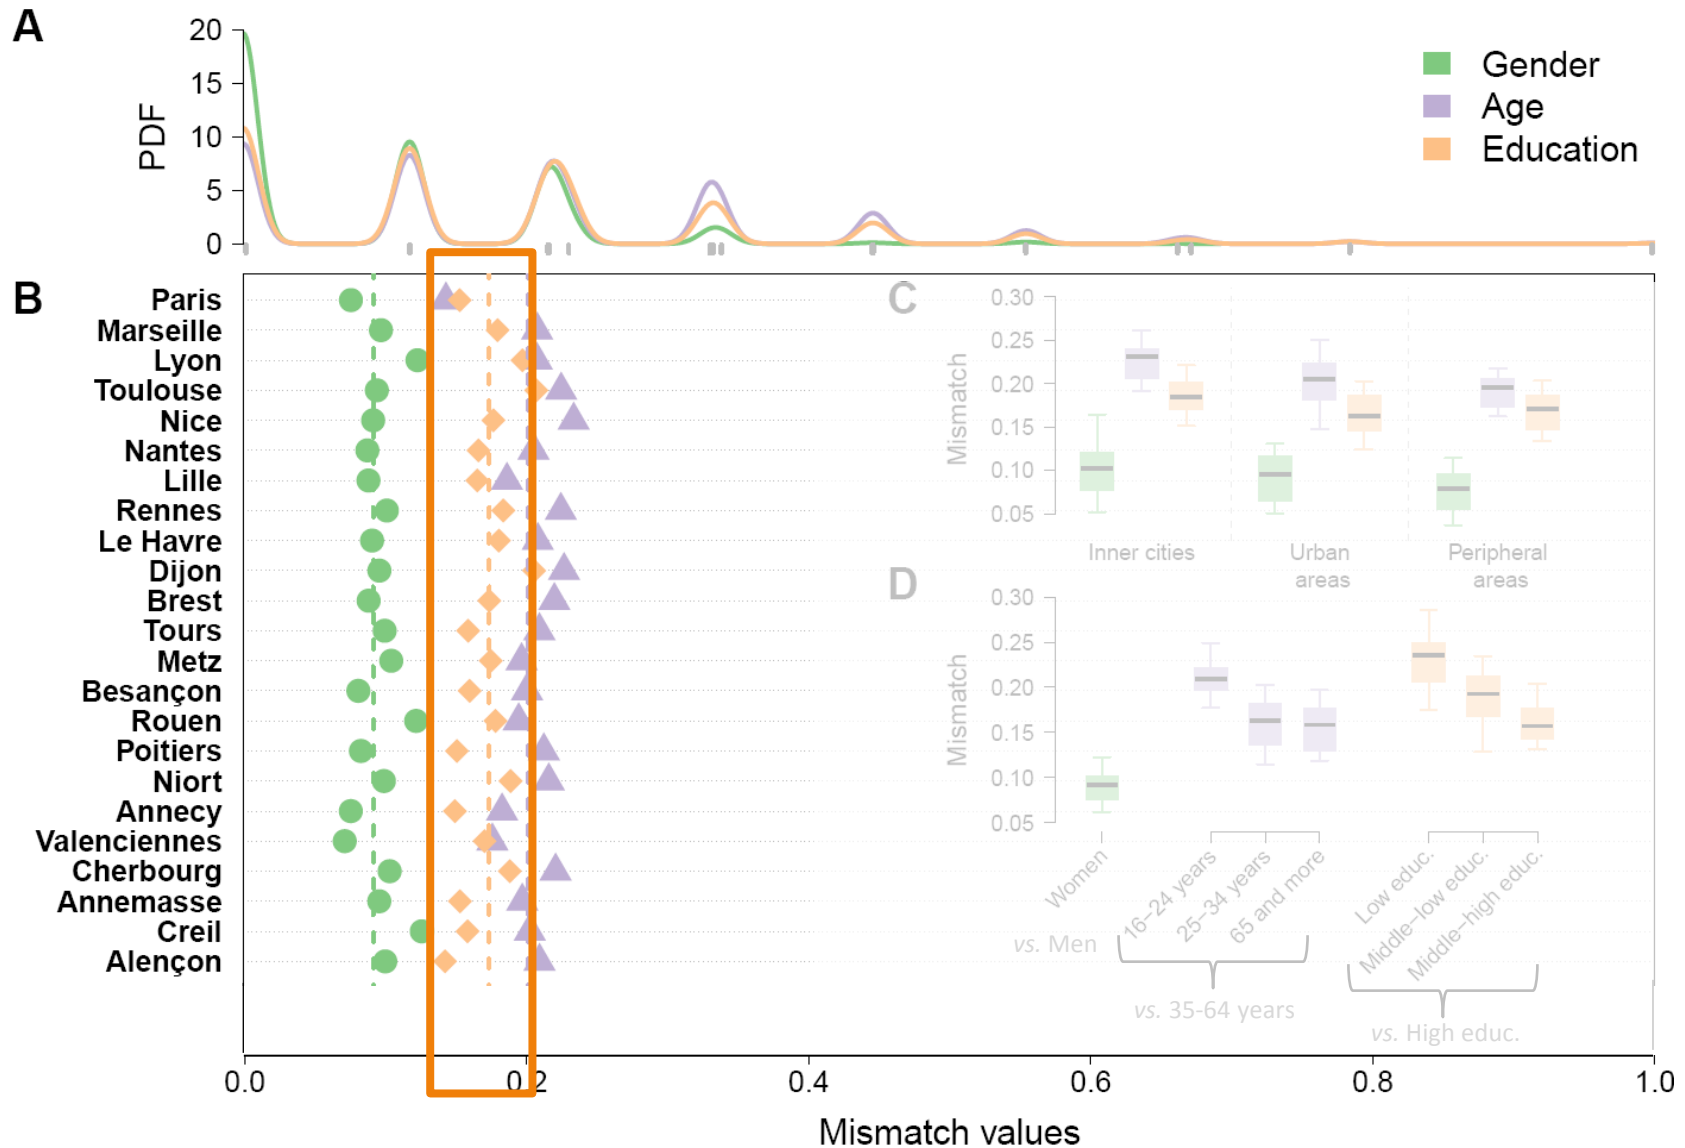 A
PDF
20
15
10
5
0
Gender
Age
Education
B
Paris
Marseille
Lyon
Toulouse
Nice
Nantes
Lille
Rennes
Le Havre
Dijon
Brest
Tours
Metz
Besançon
Rouen
Poitiers
Niort
Annecy
Valenciennes
Cherbourg
Annemasse
Creil
Alençon
C
Mismatch
0.30
0.25
0.20
0.15
0.10
0.05
Inner cities
Urban
areas
Peripheral
areas
D
Mismatch
0.30
0.25
0.20
0.15
0.10
0.05
Women
16–24 years
25–34 years
65 and more
Low educ.
Middle–low educ.
Middle–high educ.
vs. Men
vs. 35-64 years
vs. High educ.
0.0
0.2
0.4
0.6
0.8
1.0
Mismatch values